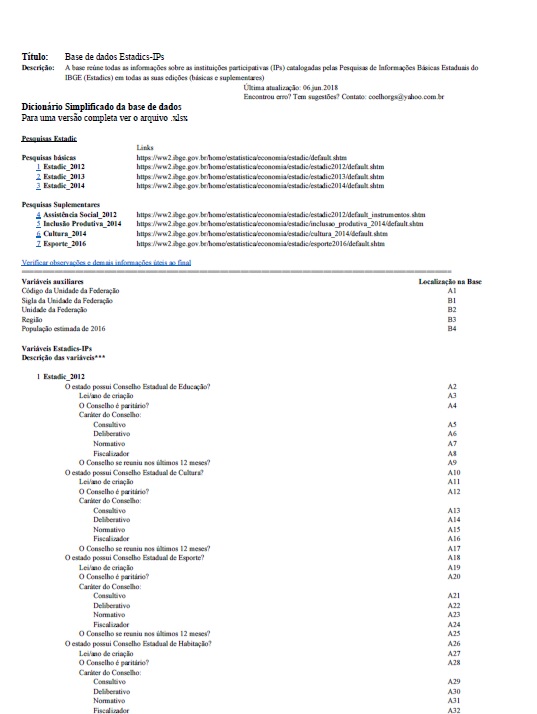 Título: Base de dados Estadics-IPs
Descrição: A base reúne todas as informações sobre as instituições participativas (IPs) catalogadas pelas Pesquisas de Informações Básicas Estaduais do
IBGE (Estadics) em todas as suas edições (básicas e suplementares)
Última atualização: 06.jun.2018
Encontrou erro? Tem sugestões? Contato: coelhorgs@yahoo.com.br
Dicionário Simplificado da base de dados
Para uma versão completa ver o arquivo .xlsx
Pesquisas Estadic
Links
Pesquisas básicas https://ww2.ibge.gov.br/home/estatistica/economia/estadic/default.shtm
1 Estadic_2012 https://ww2.ibge.gov.br/home/estatistica/economia/estadic/estadic2012/default.shtm
2 Estadic_2013 https://ww2.ibge.gov.br/home/estatistica/economia/estadic/estadic2013/default.shtm
3 Estadic_2014 https://ww2.ibge.gov.br/home/estatistica/economia/estadic/estadic2014/default.shtm
Pesquisas Suplementares
4 Assistência Social_2012 https://ww2.ibge.gov.br/home/estatistica/economia/estadic/estadic2012/default_instrumentos.shtm
5 Inclusão Produtiva_2014 https://ww2.ibge.gov.br/home/estatistica/economia/estadic/inclusao_produtiva_2014/default.shtm
6 Cultura_2014 https://ww2.ibge.gov.br/home/estatistica/economia/estadic/cultura_2014/default.shtm
7 Esporte_2016 https://ww2.ibge.gov.br/home/estatistica/economia/estadic/esporte2016/default.shtm
Verificar observações e demais informações úteis ao final
Variáveis auxiliares Localização na Base
Código da Unidade da Federação A1
Sigla da Unidade da Federação B1
Unidade da Federação B2
Região B3
População estimada de 2016 B4
Variáveis Estadics-IPs
Descrição das variáveis***
1 Estadic_2012
O estado possui Conselho Estadual de Educação? A2
Lei/ano de criação A3
O Conselho é paritário? A4
Caráter do Conselho:
Consultivo A5
Deliberativo A6
Normativo A7
Fiscalizador A8
O Conselho se reuniu nos últimos 12 meses? A9
O estado possui Conselho Estadual de Cultura? A10
Lei/ano de criação A11
O Conselho é paritário? A12
Caráter do Conselho:
Consultivo A13
Deliberativo A14
Normativo A15
Fiscalizador A16
O Conselho se reuniu nos últimos 12 meses? A17
O estado possui Conselho Estadual de Esporte? A18
Lei/ano de criação A19
O Conselho é paritário? A20
Caráter do Conselho:
Consultivo A21
Deliberativo A22
Normativo A23
Fiscalizador A24
O Conselho se reuniu nos últimos 12 meses? A25
O estado possui Conselho Estadual de Habitação? A26
Lei/ano de criação A27
O Conselho é paritário? A28
Caráter do Conselho:
Consultivo A29
Deliberativo A30
Normativo A31
Fiscalizador A32